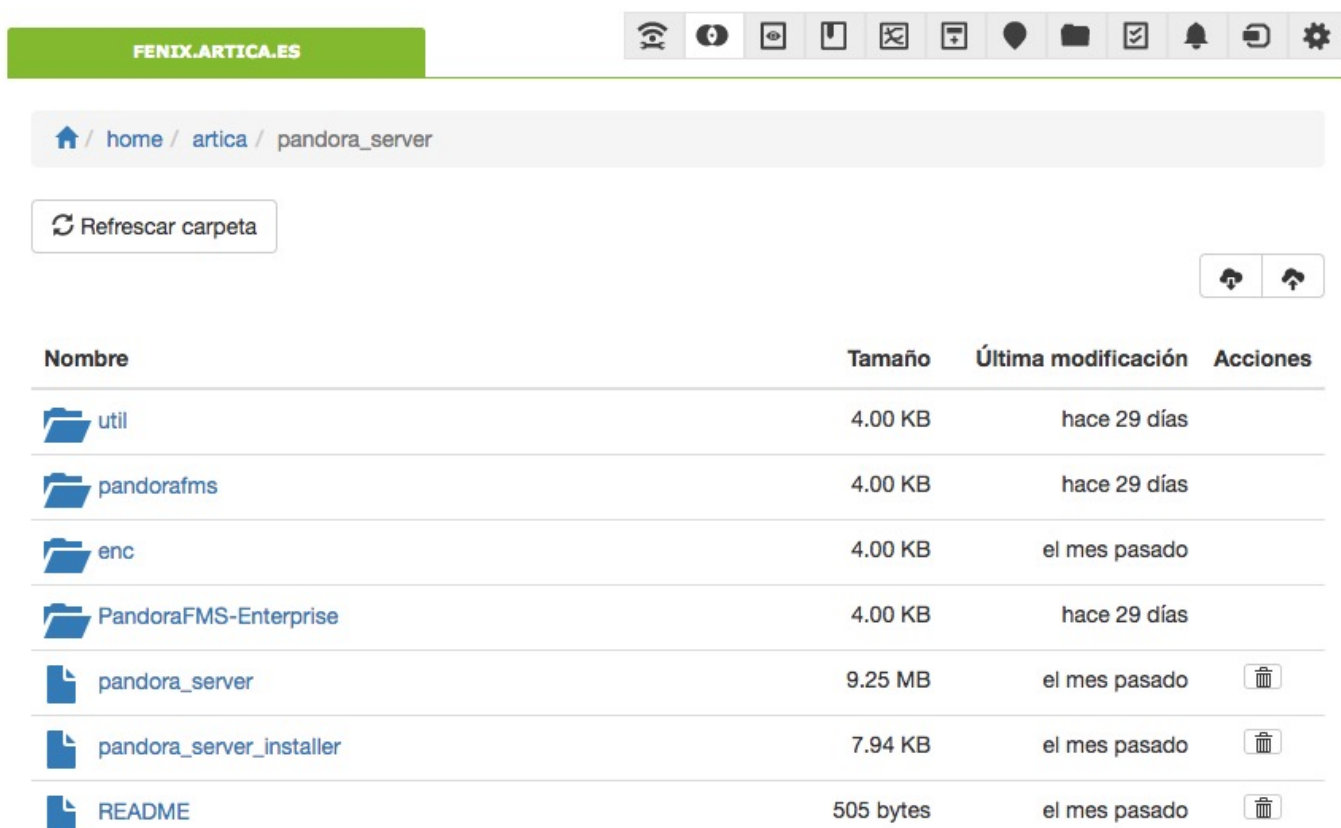 FENIX.ARTICA.ES
/ home / artica / pandora_server
Refrescar carpeta
Nombre Tamaño Última modificación Acciones
util 4.00 KB hace 29 días
pandorafms 4.00 KB hace 29 días
enc 4.00 KB el mes pasado
PandoraFMS-Enterprise 4.00 KB hace 29 días
pandora_server 9.25 MB el mes pasado
pandora_server_installer 7.94 KB el mes pasado
README 505 bytes el mes pasado